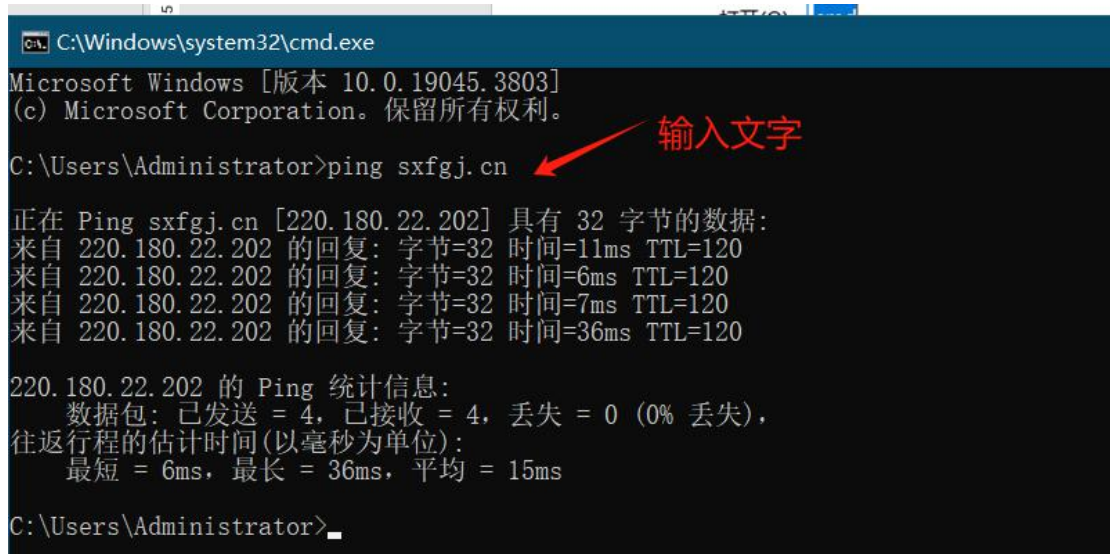 C:\Windows\system32\cmd.exe
Microsoft Windows [版本 10.0.19045.3803]
(c) Microsoft Corporation。保留所有权利。
输入文字
C:\Users\Administrator>ping sxfgj.cn
正在 Ping sxfgj.cn [220.180.22.202] 具有 32 字节的数据:
来自 220.180.22.202 的回复: 字节=32 时间=11ms TTL=120
来自 220.180.22.202 的回复: 字节=32 时间=6ms TTL=120
来自 220.180.22.202 的回复: 字节=32 时间=7ms TTL=120
来自 220.180.22.202 的回复: 字节=32 时间=36ms TTL=120
220.180.22.202 的 Ping 统计信息:
数据包: 已发送 = 4，已接收 = 4，丢失 = 0 (0% 丢失)，
往返行程的估计时间(以毫秒为单位):
最短 = 6ms，最长 = 36ms，平均 = 15ms
C:\Users\Administrator>